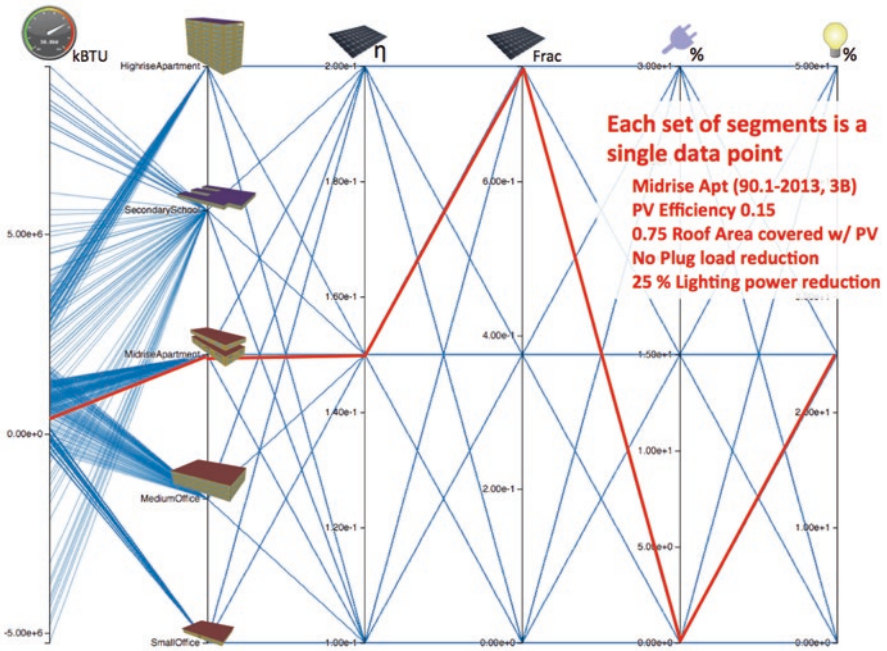 kBTU
η
Frac
%
%
HighriseApartment
2.00e-1
3.00e+1
5.00e+1
Each set of segments is a
single data point
Midrise Apt (90.1-2013, 3B)
PV Efficiency 0.15
0.75 Roof Area covered w/ PV
No Plug load reduction
25 % Lighting power reduction
1.80e-1
6.00e-1
SecondarySchool
5.00e+6
1.60e-1
4.00e-1
MidriseApartment
1.50e+1
1.40e-1
2.00e+1
0.00e+0
1.00e+1
MediumOffice
2.00e-1
1.20e-1
1.00e+1
5.00e+0
-5.00e+6
SmallOffice
1.00e-1
0.00e+0
0.00e+0
0.00e+0